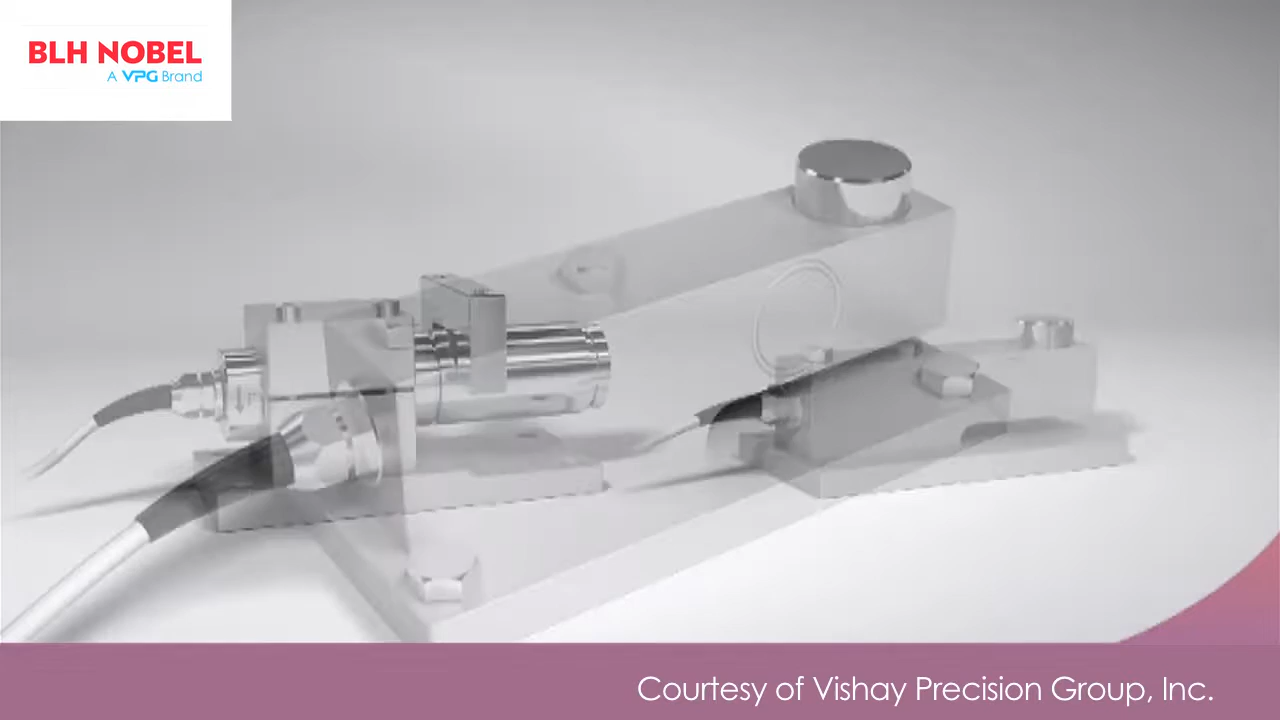 BLH NOBEL
A VPG Brand
Courtesy of Vishay Precision Group, Inc.